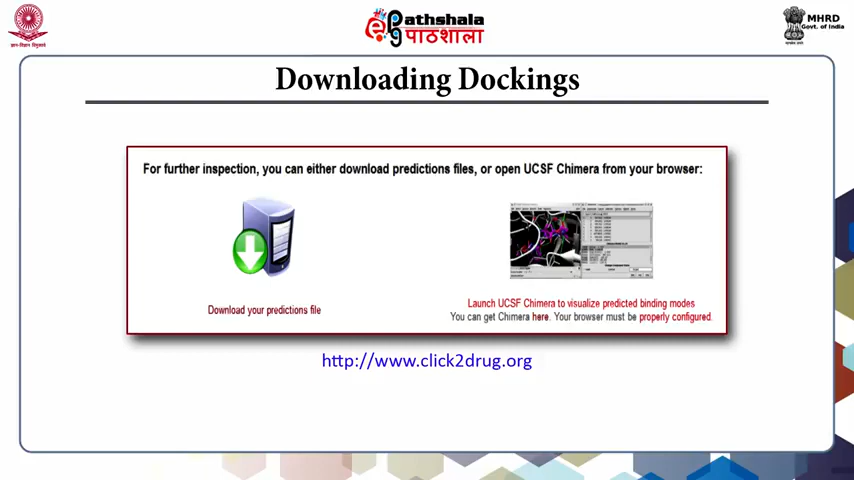 ePathshala
पाठशाला
MHRD
Govt. of India
ज्ञान-विज्ञान विमुक्तये
Downloading Dockings
For further inspection, you can either download predictions files, or open UCSF Chimera from your browser:
Download your predictions file
Launch UCSF Chimera to visualize predicted binding modes
You can get Chimera here. Your browser must be properly configured.
http://www.click2drug.org